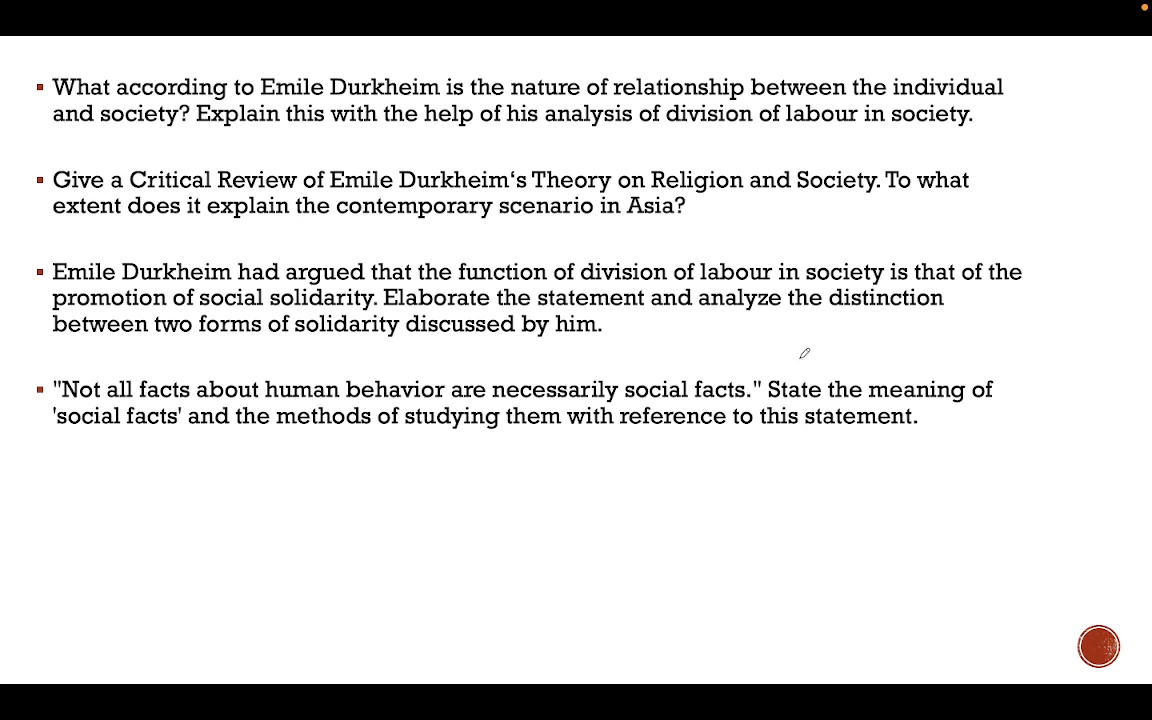 What according to Emile Durkheim is the nature of relationship between the individual
and society? Explain this with the help of his analysis of division of labour in society.
Give a Critical Review of Emile Durkheim‘s Theory on Religion and Society. To what
extent does it explain the contemporary scenario in Asia?
Emile Durkheim had argued that the function of division of labour in society is that of the
promotion of social solidarity. Elaborate the statement and analyze the distinction
between two forms of solidarity discussed by him.
"Not all facts about human behavior are necessarily social facts." State the meaning of
'social facts' and the methods of studying them with reference to this statement.